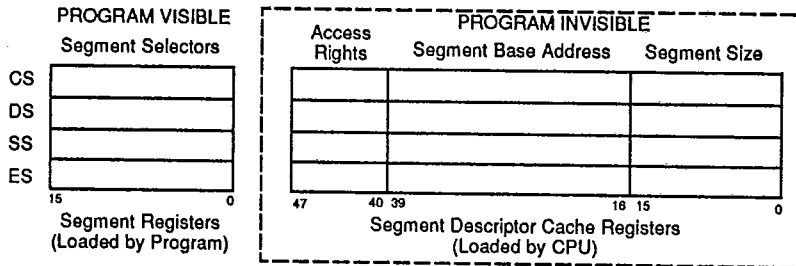 PROGRAM VISIBLE
Segment Selectors
CS
DS
SS
ES
15 0
Segment Registers
(Loaded by Program)
PROGRAM INVISIBLE
Access
Rights
Segment Base Address
Segment Size
47 40 39 16 15 0
Segment Descriptor Cache Registers
(Loaded by CPU)